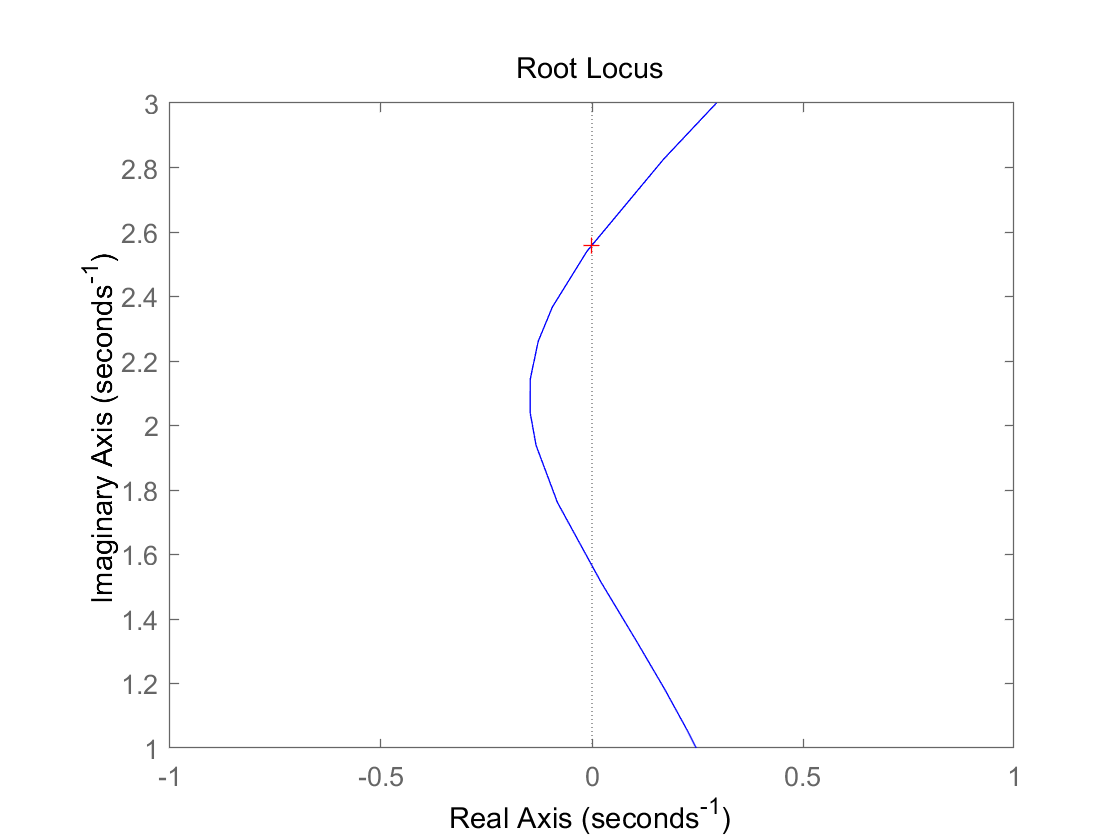 Root Locus
3
2.8
2.6
2.4
2.2
2
1.8
1.6
1.4
1.2
1
Imaginary Axis (seconds⁻¹)
-1 -0.5 0 0.5 1
Real Axis (seconds⁻¹)